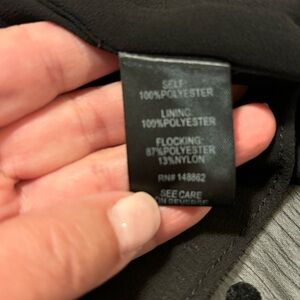 SELF:
100%POLYESTER
LINING:
100%POLYESTER
FLOCKING:
87%POLYESTER
13%NYLON
RN# 148862
SEE CARE
ON REVERSE